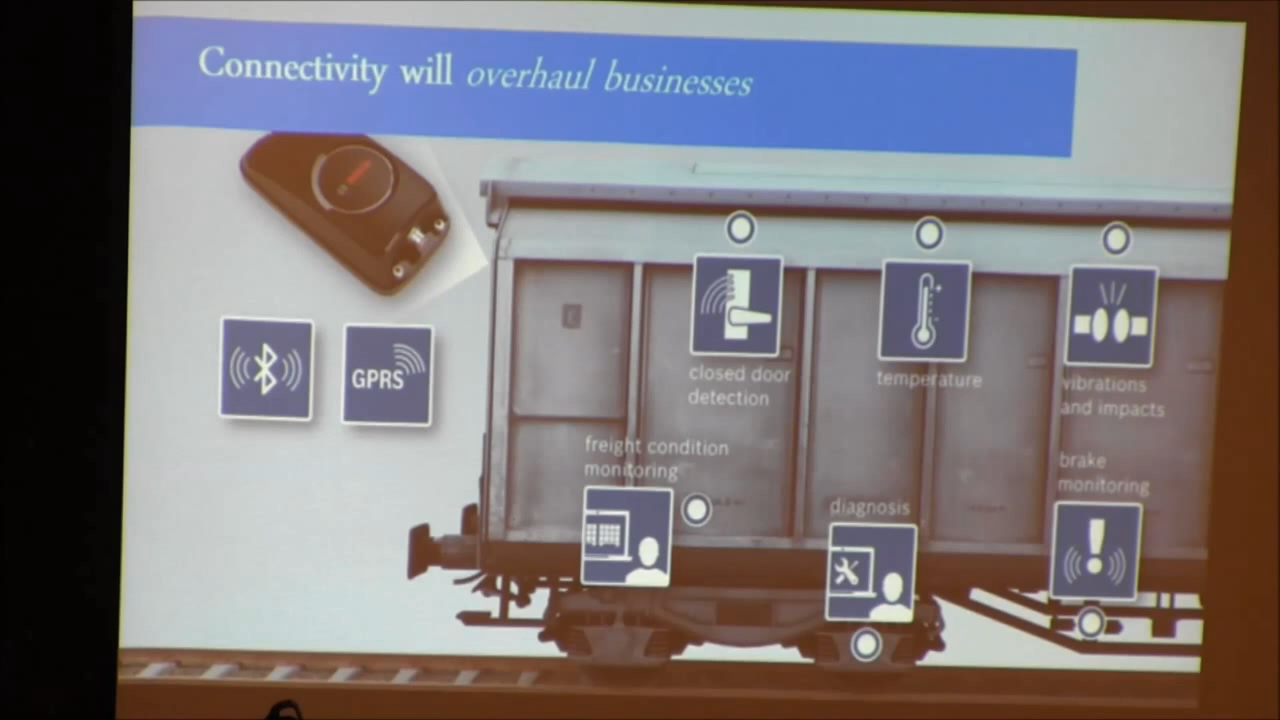 Connectivity will overhaul businesses
GPRS
closed door
detection
temperature
vibrations
and impacts
freight condition
monitoring
diagnosis
brake
monitoring